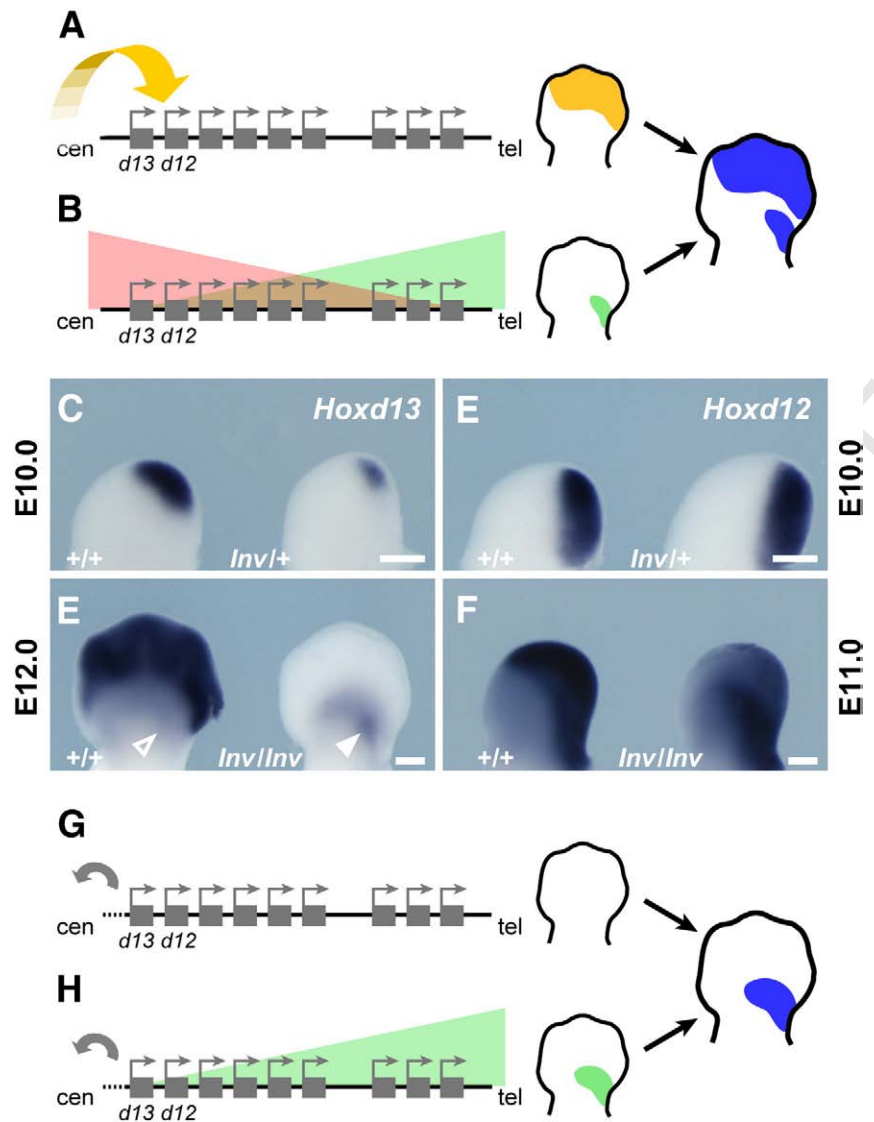 A
cen
d13 d12
tel
B
cen
d13 d12
tel
C
Hoxd13
E10.0
+/+
Inv/+
E
Hoxd12
E10.0
+/+
Inv/+
E
E12.0
+/+
Inv/Inv
F
E11.0
+/+
Inv/Inv
G
cen
d13 d12
tel
H
cen
d13 d12
tel